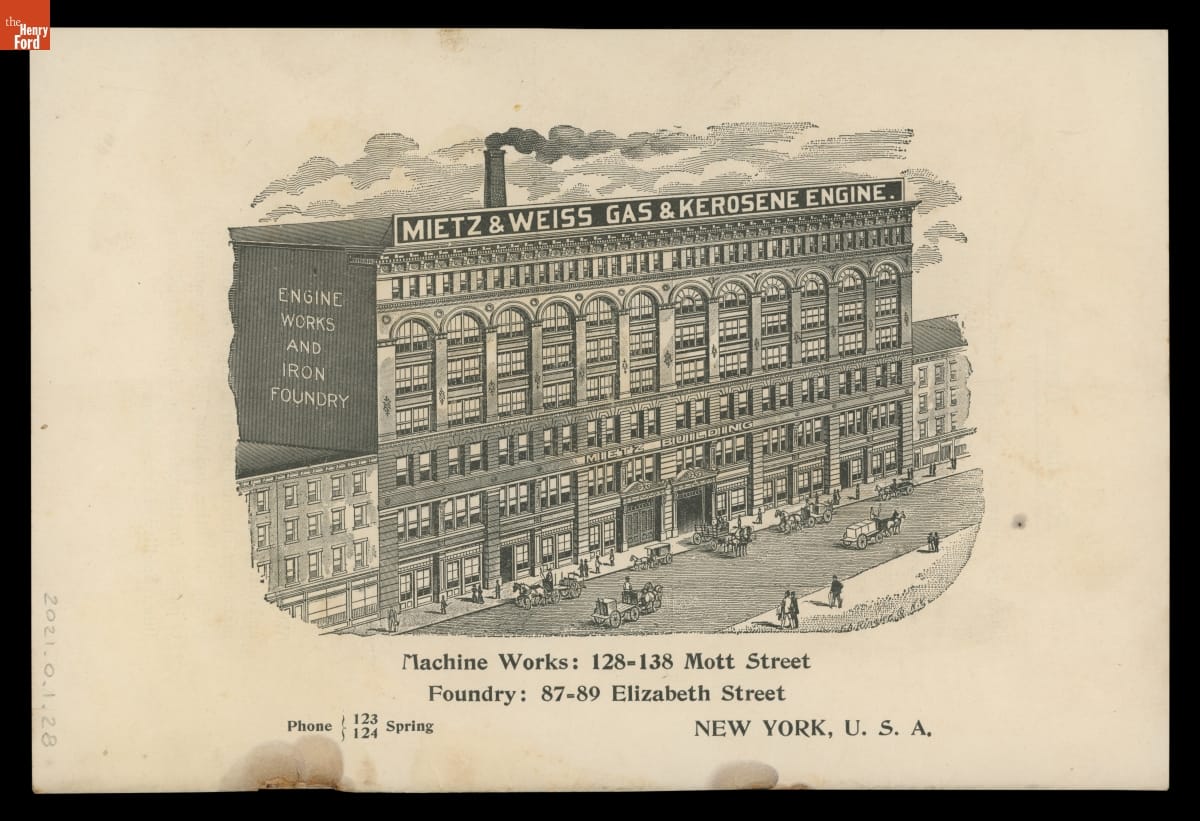 the
Henry
Ford
MIETZ & WEISS GAS & KEROSENE ENGINE.
ENGINE
WORKS
AND
IRON
FOUNDRY
MIETZ BUILDING
Machine Works: 128-138 Mott Street
Foundry: 87-89 Elizabeth Street
Phone { 123 124 Spring
NEW YORK, U. S. A.
2021.0.1.28